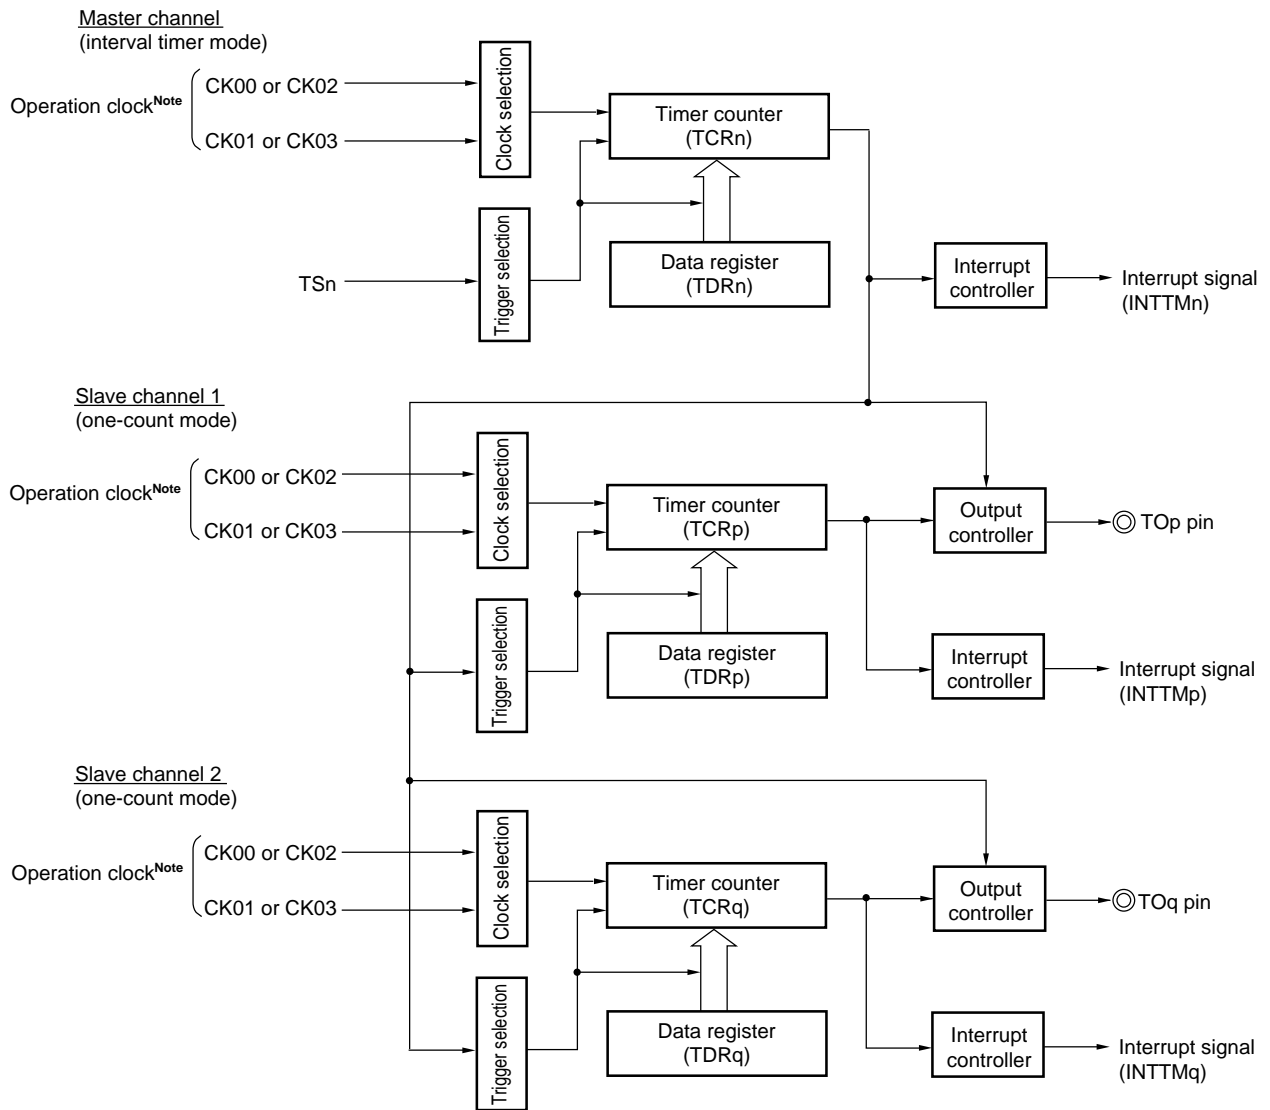 Master channel
(interval timer mode)
Operation clockNote
CK00 or CK02
CK01 or CK03
Clock selection
Timer counter
(TCRn)
TSn
Trigger selection
Data register
(TDRn)
Interrupt
controller
Interrupt signal
(INTTMn)
Slave channel 1
(one-count mode)
Operation clockNote
CK00 or CK02
CK01 or CK03
Clock selection
Timer counter
(TCRp)
Output
controller
TOp pin
Trigger selection
Data register
(TDRp)
Interrupt
controller
Interrupt signal
(INTTMp)
Slave channel 2
(one-count mode)
Operation clockNote
CK00 or CK02
CK01 or CK03
Clock selection
Timer counter
(TCRq)
Output
controller
TOq pin
Trigger selection
Data register
(TDRq)
Interrupt
controller
Interrupt signal
(INTTMq)